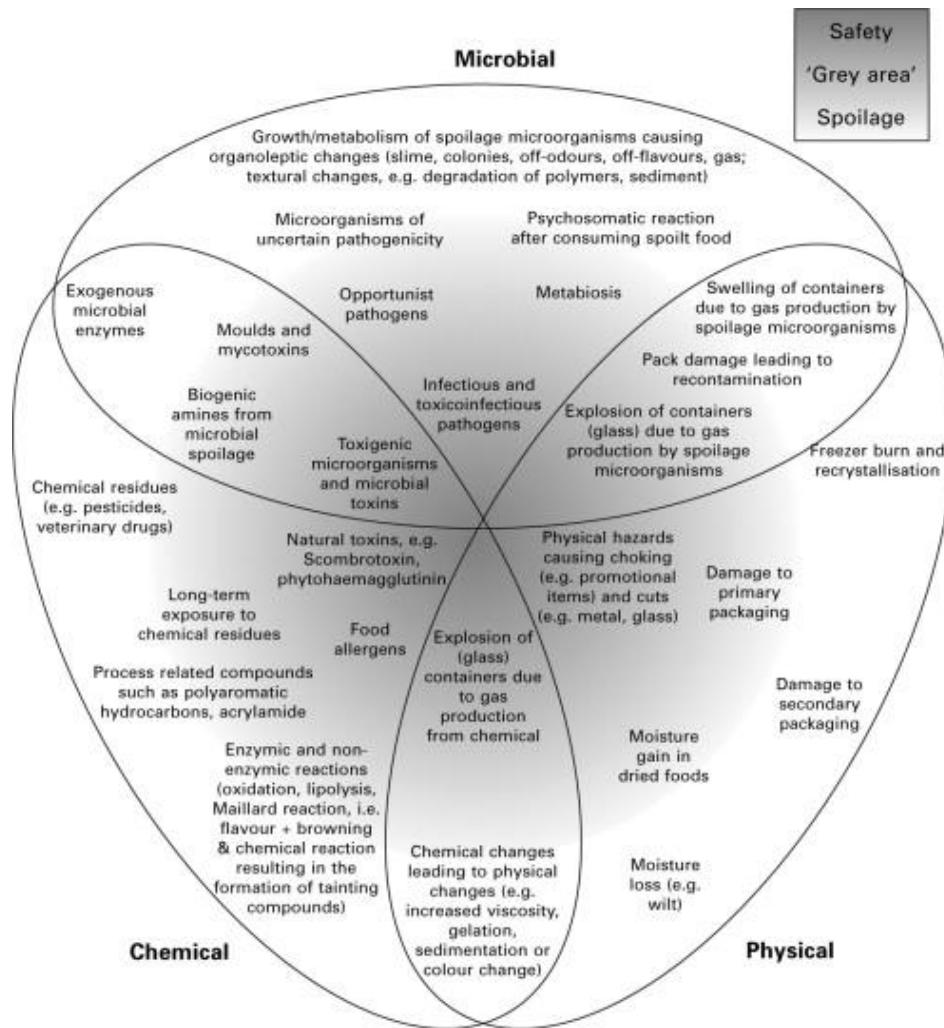 Safety
'Grey area'
Spoilage
Microbial
Growth/metabolism of spoilage microorganisms causing
organoleptic changes (slime, colonies, off-odours, off-flavours, gas;
textural changes, e.g. degradation of polymers, sediment)
Microorganisms of
uncertain pathogenicity
Psychosomatic reaction
after consuming spoilt food
Exogenous
microbial
enzymes
Opportunist
pathogens
Metabiosis
Swelling of containers
due to gas production by
spoilage microorganisms
Moulds and
mycotoxins
Pack damage leading to
recontamination
Biogenic
amines from
microbial
spoilage
Infectious and
toxicoinfectious
pathogens
Explosion of containers
(glass) due to gas
production by spoilage
microorganisms
Toxigenic
microorganisms
and microbial
toxins
Freezer burn and
recrystallisation
Chemical residues
(e.g. pesticides,
veterinary drugs)
Natural toxins, e.g.
Scombrotoxin,
phytohaemagglutinin
Physical hazards
causing choking
(e.g. promotional
items) and cuts
(e.g. metal, glass)
Damage to
primary
packaging
Long-term
exposure to
chemical residues
Food
allergens
Explosion of
(glass)
containers due
to gas
production
from chemical
Process related compounds
such as polyaromatic
hydrocarbons, acrylamide
Damage to
secondary
packaging
Moisture
gain in
dried foods
Enzymic and non-
enzymic reactions
(oxidation, lipolysis,
Maillard reaction, i.e.
flavour + browning
& chemical reaction
resulting in the
formation of tainting
compounds)
Chemical changes
leading to physical
changes (e.g.
increased viscosity,
gelation,
sedimentation or
colour change)
Moisture
loss (e.g.
wilt)
Chemical
Physical